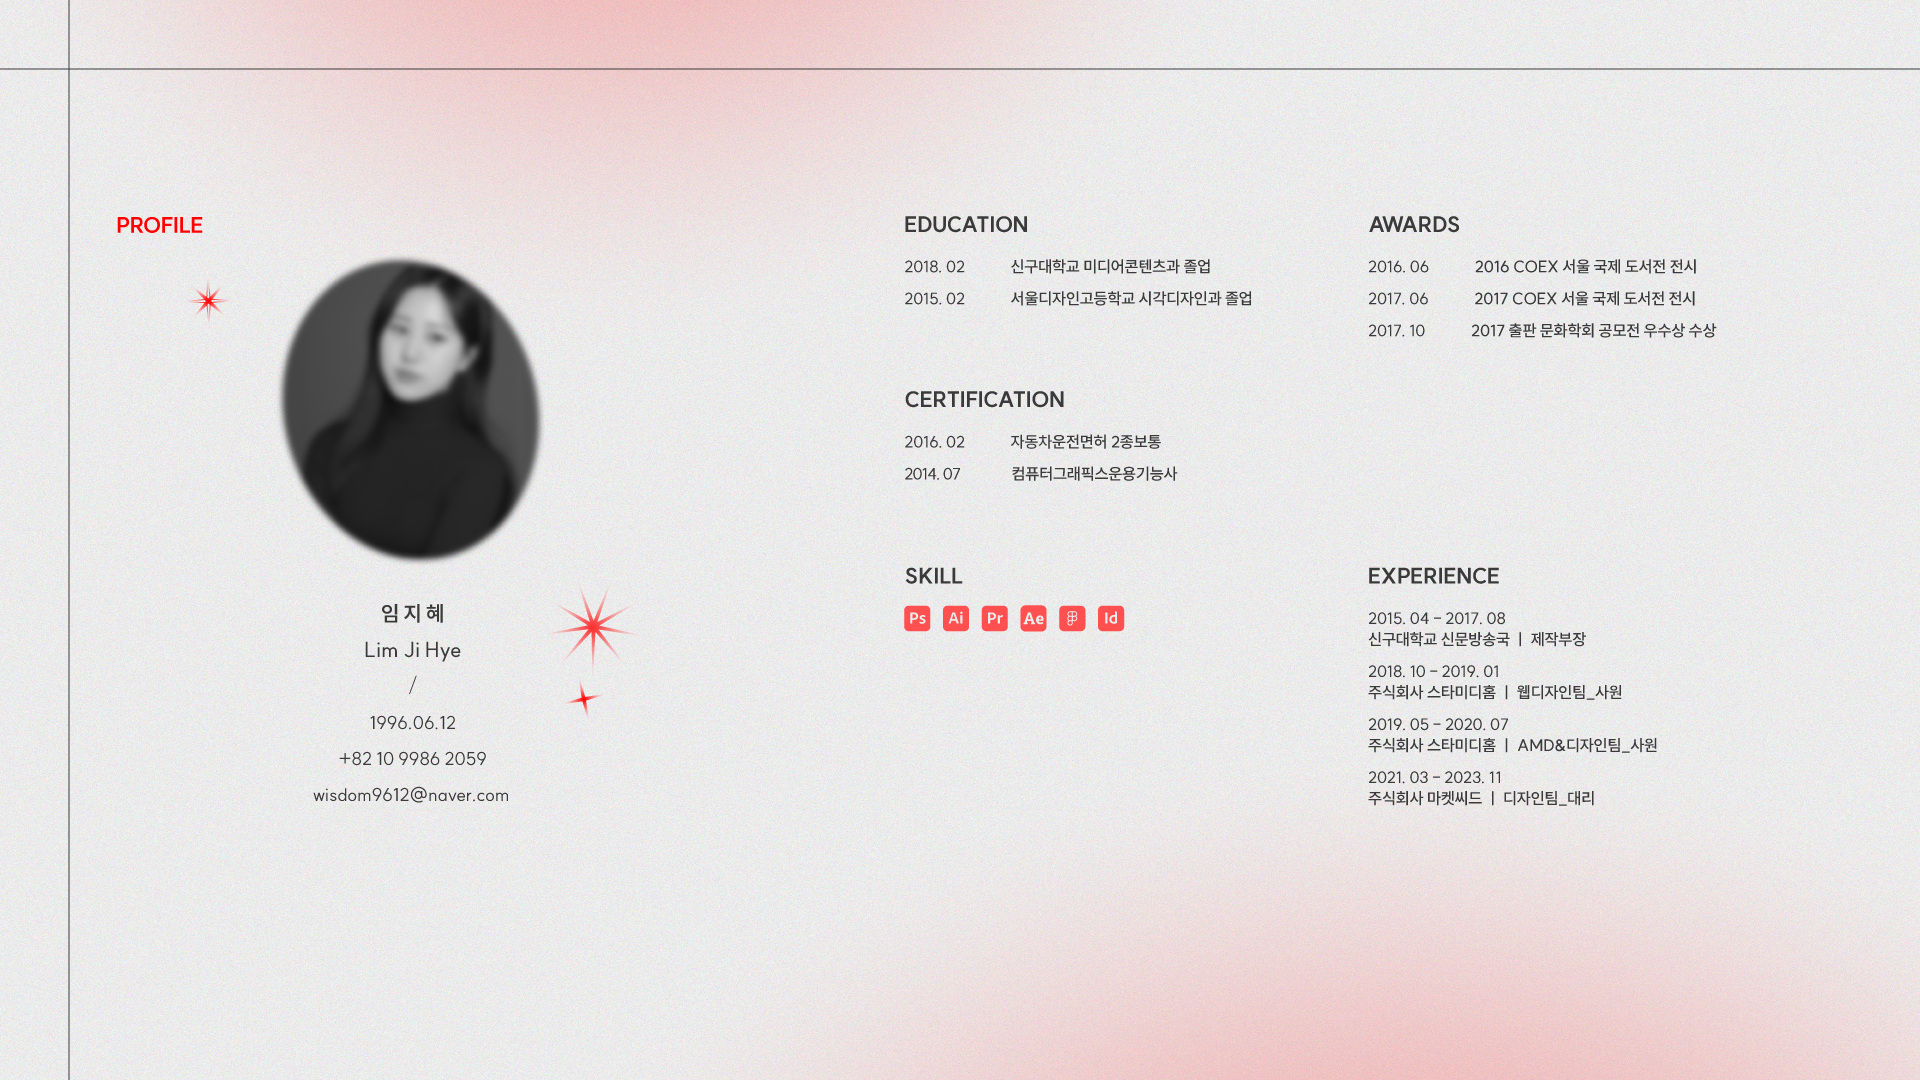 PROFILE
임지혜
Lim Ji Hye
/
1996.06.12
+82 10 9986 2059
wisdom9612@naver.com
EDUCATION
2018. 02 신구대학교 미디어콘텐츠과 졸업
2015. 02 서울디자인고등학교 시각디자인과 졸업
CERTIFICATION
2016. 02 자동차운전면허 2종보통
2014. 07 컴퓨터그래픽스운용기능사
SKILL
Ps Ai Pr Ae Id
AWARDS
2016. 06 2016 COEX 서울 국제 도서전 전시
2017. 06 2017 COEX 서울 국제 도서전 전시
2017. 10 2017 출판 문화학회 공모전 우수상 수상
EXPERIENCE
2015. 04 - 2017. 08
신구대학교 신문방송국 | 제작부장
2018. 10 - 2019. 01
주식회사 스타미디홈 | 웹디자인팀_사원
2019. 05 - 2020. 07
주식회사 스타미디홈 | AMD&디자인팀_사원
2021. 03 - 2023. 11
주식회사 마켓씨드 | 디자인팀_대리